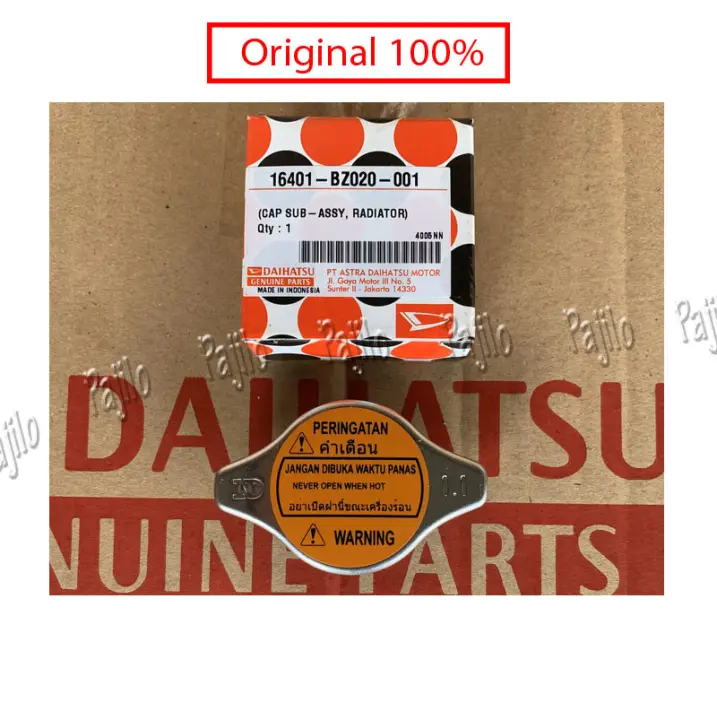 Original 100%
16401-BZ020-001
(CAP SUB-ASSY, RADIATOR)
Qty : 1
4005NN
DAIHATSU
GENUINE PARTS
MADE IN INDONESIA
PT ASTRA DAIHATSU MOTOR
Jl. Gaya Motor III No. 5
Sunter II - Jakarta 14330
Pajilo Pajilo Pajilo Pajilo Pajilo Pajilo Pajilo
DAIHATSU
NUINE PARTS
PERINGATAN
คำเตือน
JANGAN DIBUKA WAKTU PANAS
NEVER OPEN WHEN HOT
อย่าเปิดฝานี้ขณะเครื่องร้อน
WARNING
1.1